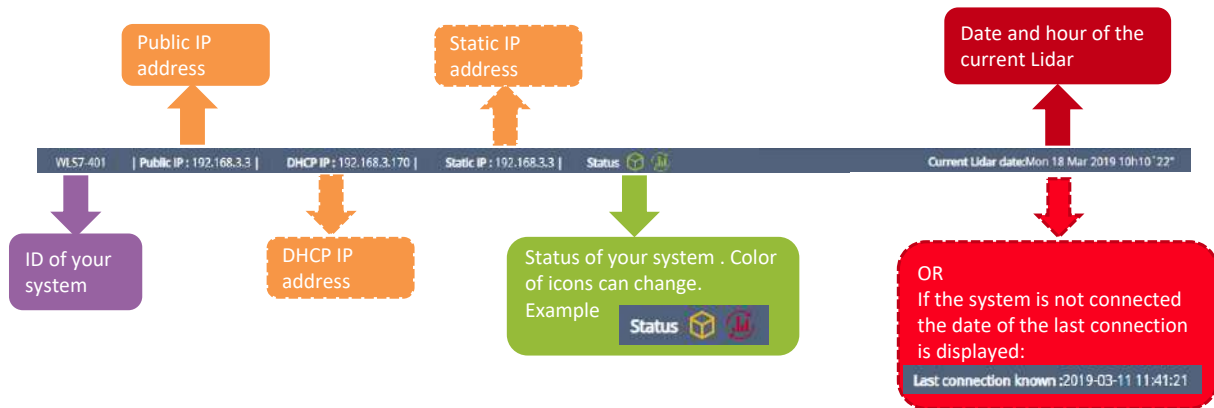 Public IP
address
Static IP
address
Date and hour of the
current Lidar
WLS7-401 | Public IP : 192.168.3.3 | DHCP IP : 192.168.3.170 | Static IP : 192.168.3.3 | Status Current Lidar date:Mon 18 Mar 2019 10h10'22"
ID of your
system
DHCP IP
address
Status of your system . Color
of icons can change.
Example
Status
OR
If the system is not connected
the date of the last connection
is displayed:
Last connection known :2019-03-11 11:41:21